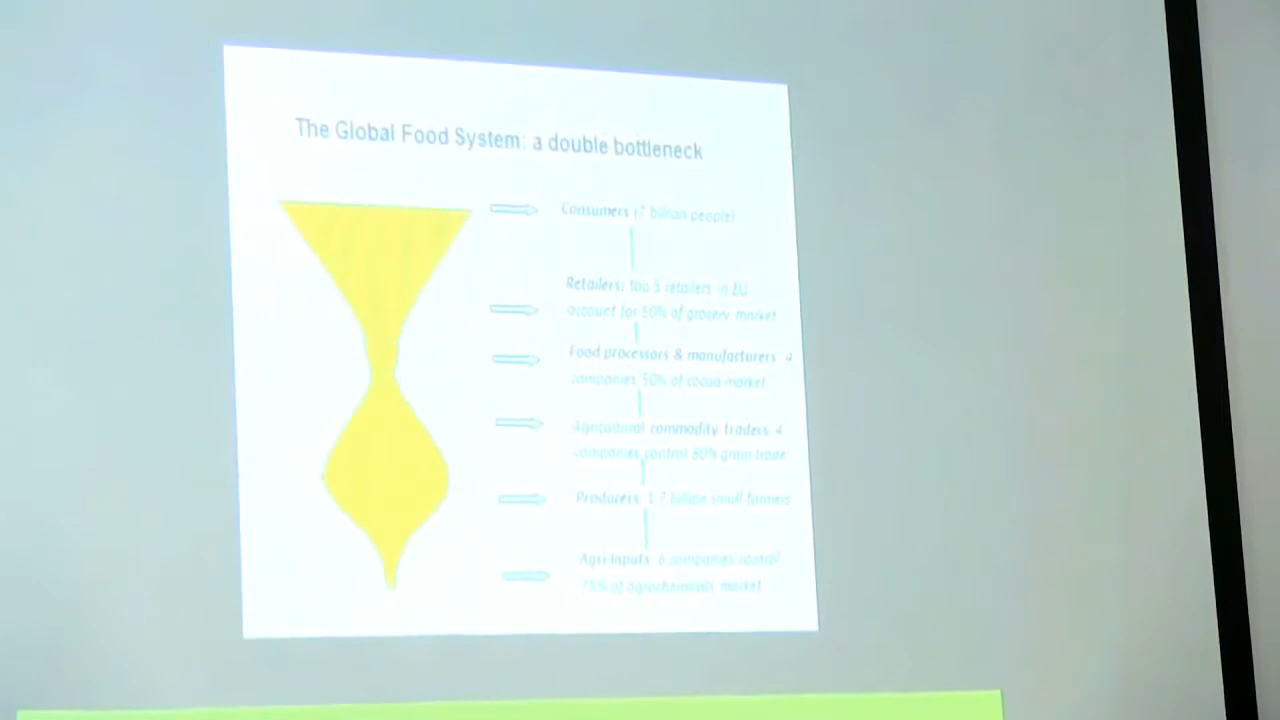 The Global Food System: a double bottleneck
Consumers (7 billion people)
Retailers: top 5 retailers in EU
account for 50% of grocery market
Food processors & manufacturers 4
companies 50% of cocoa market
Agricultural commodity traders 4
companies control 80% grain trade
Producers 1.7 billion small farmers
Agri-Inputs 6 companies control
of agrochemicals market